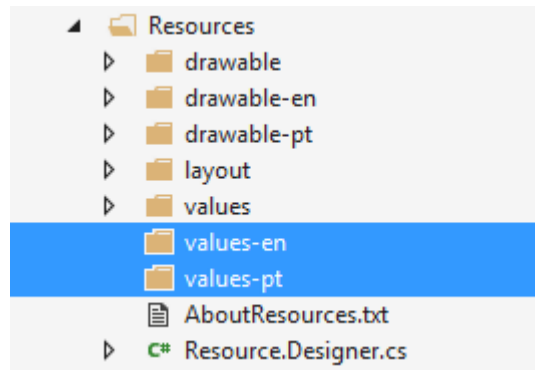 Resources
drawable
drawable-en
drawable-pt
layout
values
values-en
values-pt
AboutResources.txt
C# Resource.Designer.cs